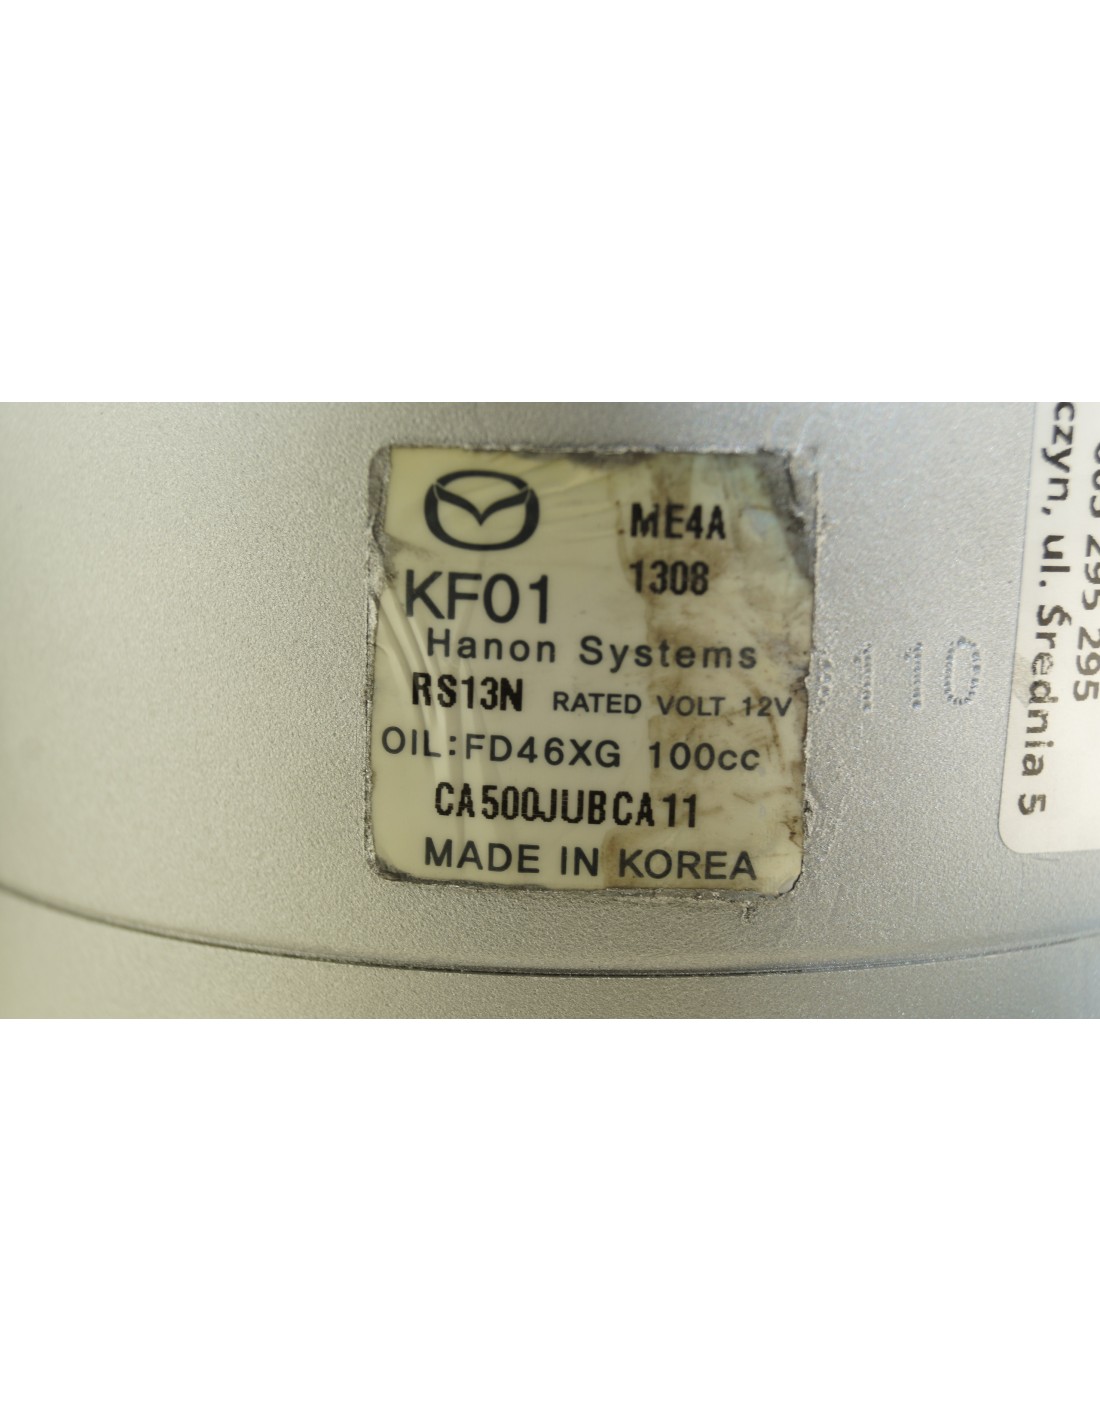 ME4A
1308
KF01
Hanon Systems
RS13N RATED VOLT 12V
OIL:FD46XG 100cc
CA500JUBCA11
MADE IN KOREA
110
295 295
czyn, ul. Średnia 5